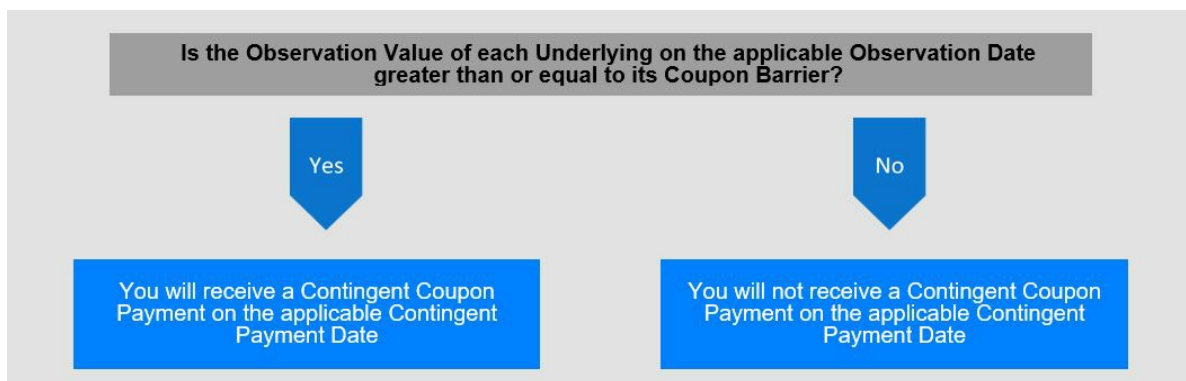 Is the Observation Value of each Underlying on the applicable Observation Date
greater than or equal to its Coupon Barrier?
Yes
No
You will receive a Contingent Coupon
Payment on the applicable Contingent
Payment Date
You will not receive a Contingent Coupon
Payment on the applicable Contingent
Payment Date